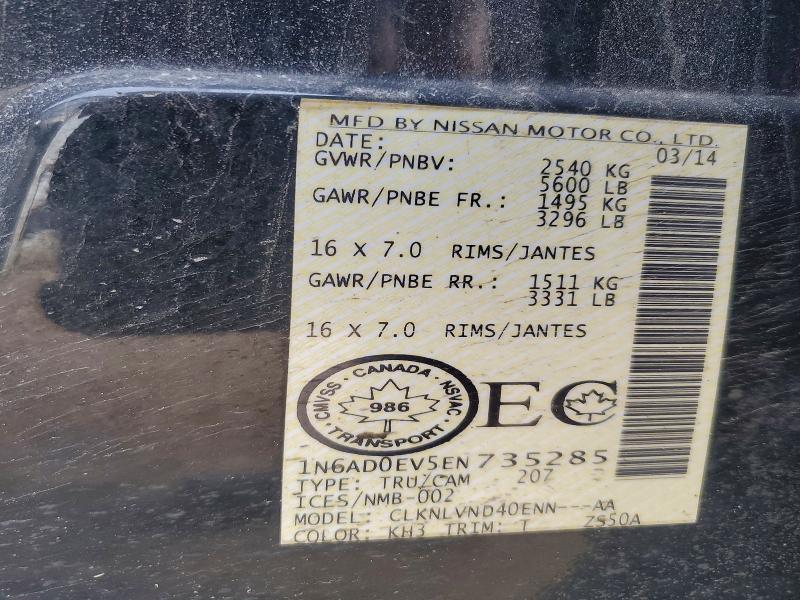 MFD BY NISSAN MOTOR CO., LTD.
DATE: 03/14
GVWR/PNBV: 2540 KG
5600 LB
GAWR/PNBE FR.: 1495 KG
3296 LB
16 X 7.0 RIMS/JANTES
GAWR/PNBE RR.: 1511 KG
3331 LB
16 X 7.0 RIMS/JANTES
CMVSS · CANADA · NSVAC
986
· TRANSPORT ·
EC
1N6AD0EV5EN735285
TYPE: TRU/CAM 207
ICES/NMB-002
MODEL: CLKNLVND40ENN---AA
COLOR: KH3 TRIM: T ZS50A